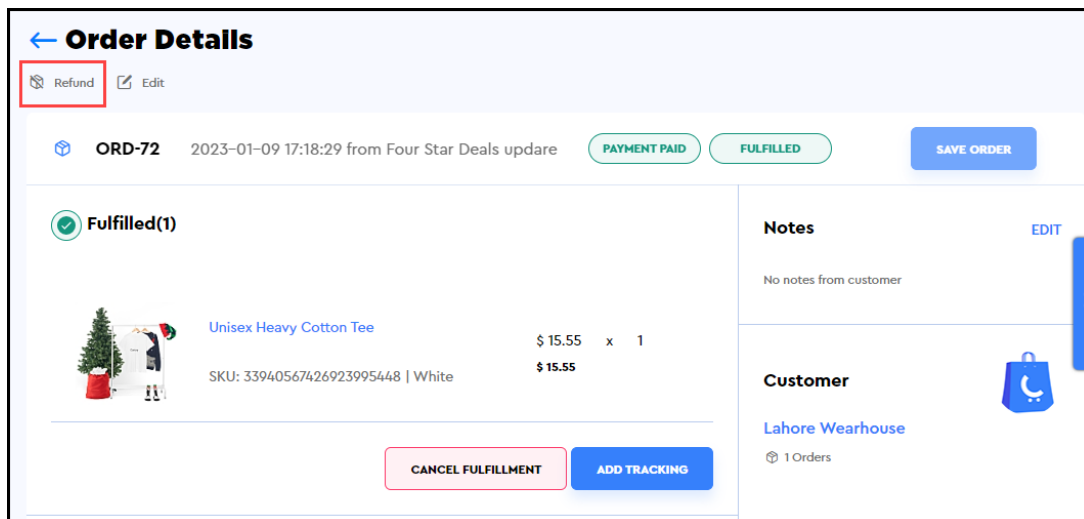 Order Details
Refund Edit
ORD-72 2023-01-09 17:18:29 from Four Star Deals updare PAYMENT PAID FULFILLED SAVE ORDER
Fulfilled(1)
Unisex Heavy Cotton Tee
$ 15.55 x 1
$ 15.55
SKU: 33940567426923995448 | White
CANCEL FULFILLMENT ADD TRACKING
Notes EDIT
No notes from customer
Customer
Lahore Wearhouse
1 Orders